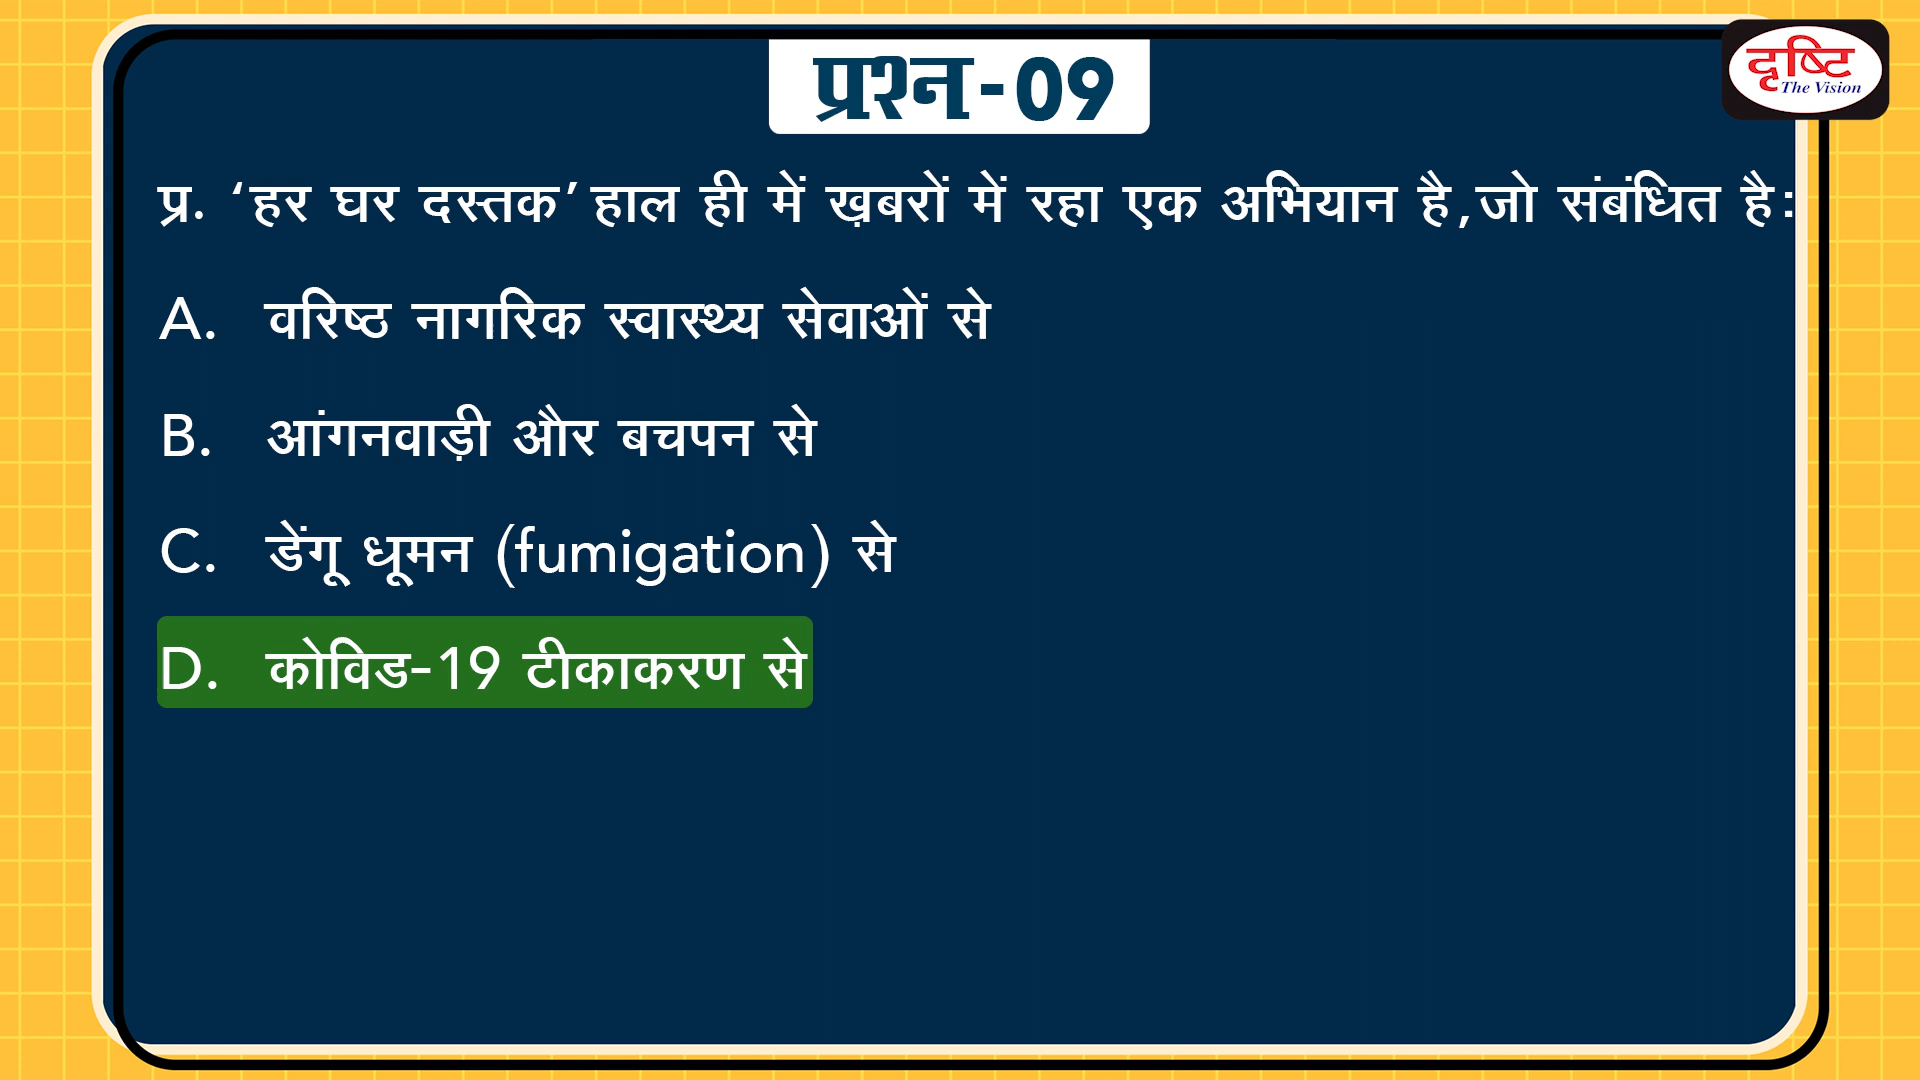 प्रश्न-09
दृष्टि
The Vision
प्र. ‘हर घर दस्तक’ हाल ही में ख़बरों में रहा एक अभियान है,जो संबंधित है:
A. वरिष्ठ नागरिक स्वास्थ्य सेवाओं से
B. आंगनवाड़ी और बचपन से
C. डेंगू धूमन (fumigation) से
D. कोविड-19 टीकाकरण से